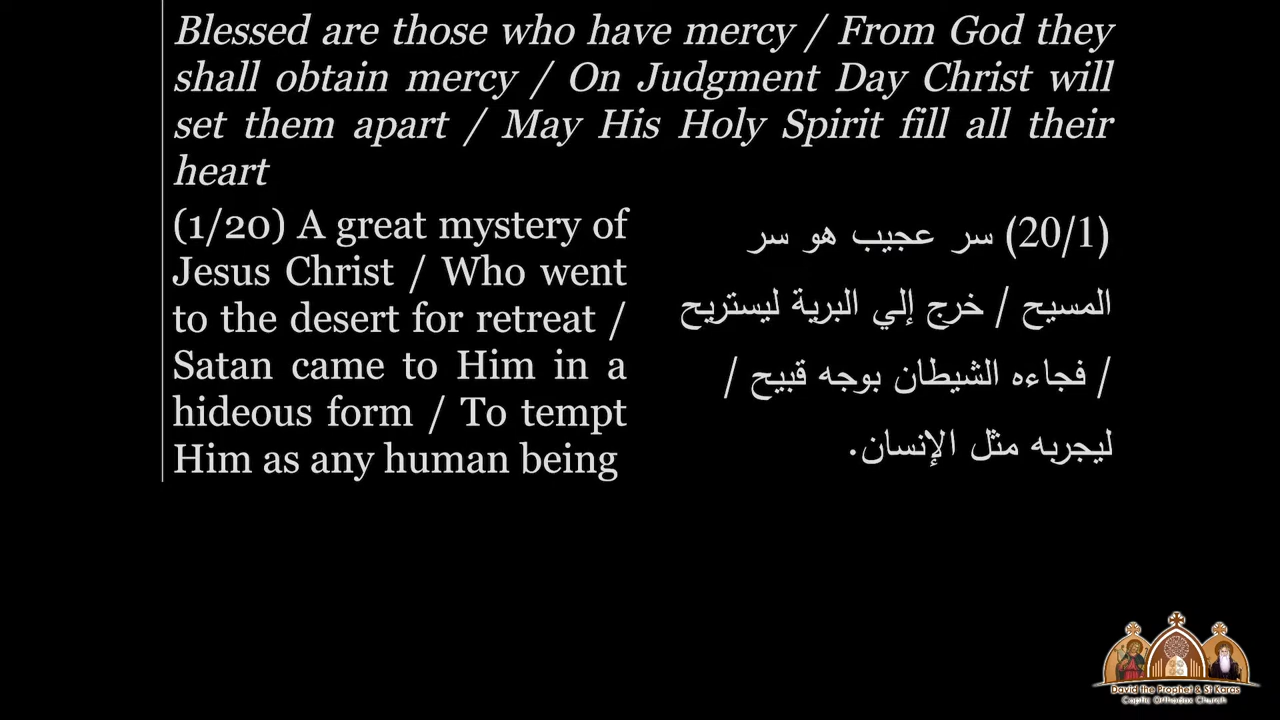 Blessed are those who have mercy / From God they
shall obtain mercy / On Judgment Day Christ will
set them apart / May His Holy Spirit fill all their
heart
(1/20) A great mystery of
Jesus Christ / Who went
to the desert for retreat /
Satan came to Him in a
hideous form / To tempt
Him as any human being
(20/1) سر عجيب هو سر
المسيح / خرج إلي البرية ليستريح
/ فجاءه الشيطان بوجه قبيح /
ليجربه مثل الإنسان.
David the Prophet & St Karas
Coptic Orthodox Church